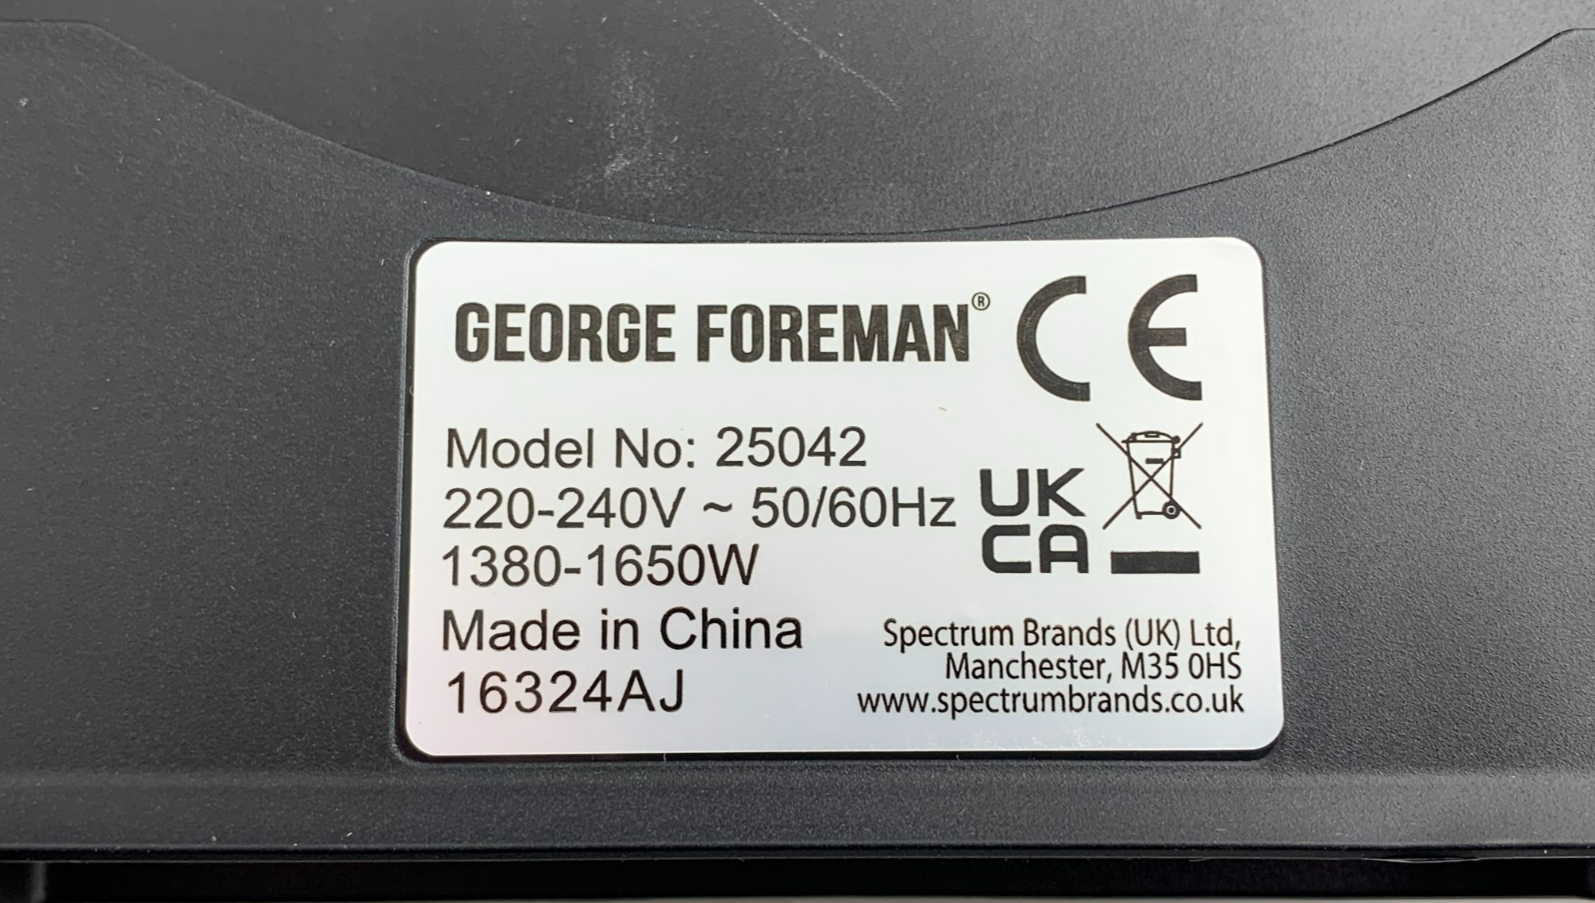 GEORGE FOREMAN®
CE
Model No: 25042
220-240V ~ 50/60Hz
1380-1650W
Made in China
16324AJ
UK
CA
Spectrum Brands (UK) Ltd,
Manchester, M35 0HS
www.spectrumbrands.co.uk